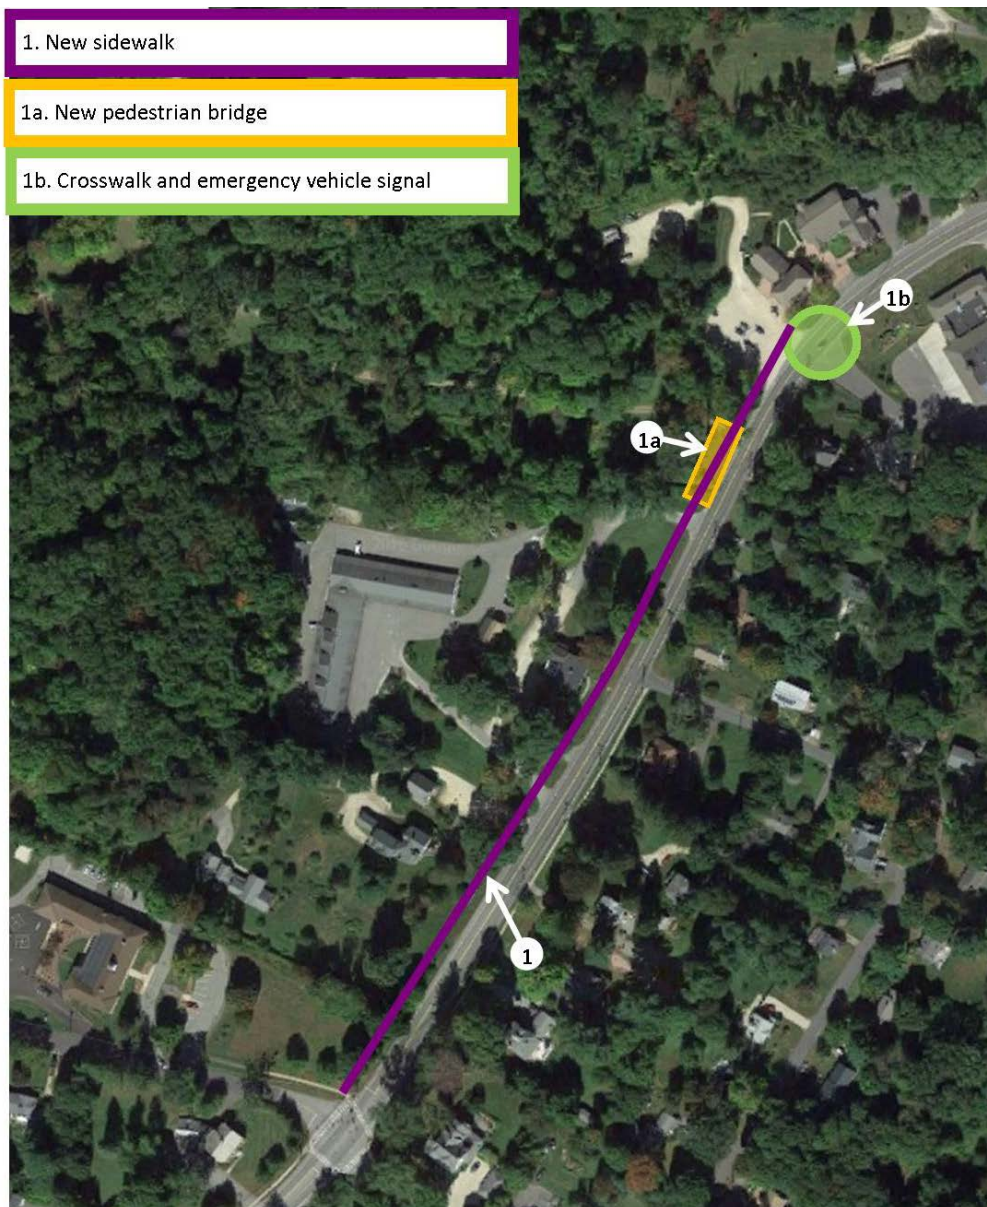 1. New sidewalk
1a. New pedestrian bridge
1b. Crosswalk and emergency vehicle signal
1b
1a
1